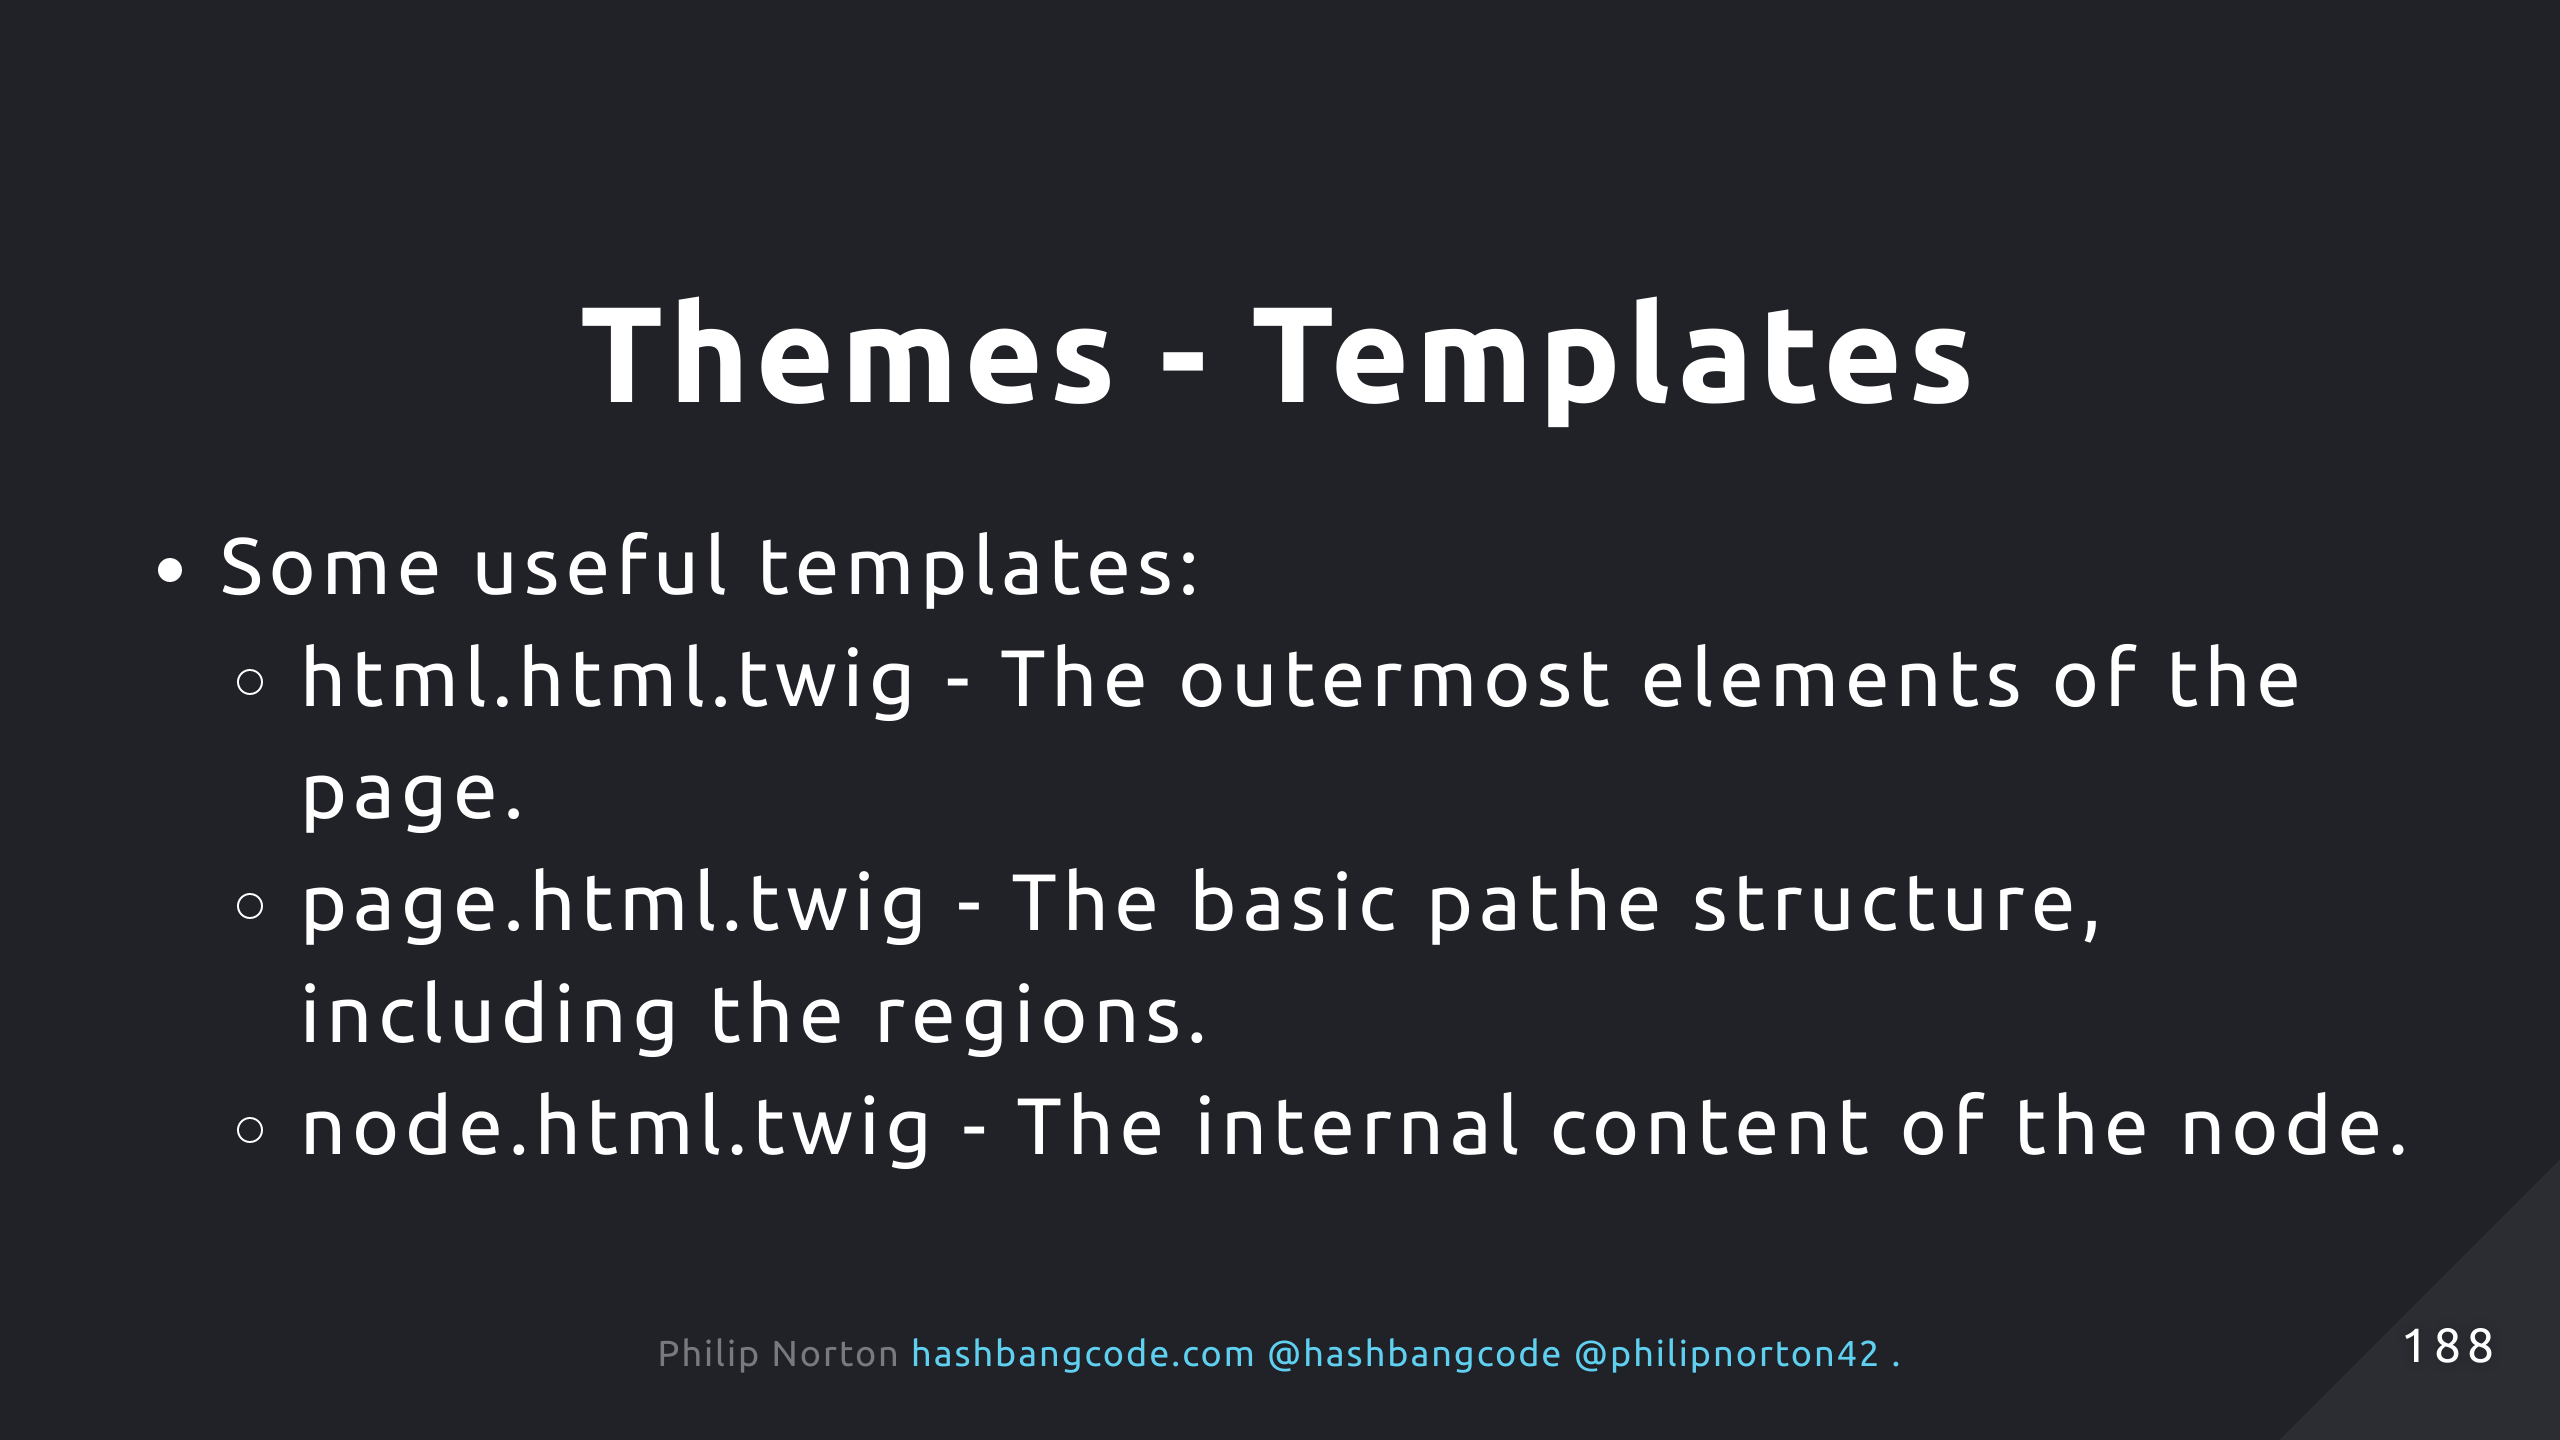 Themes - Templates
Some useful templates:
html.html.twig - The outermost elements of the
page.
page.html.twig - The basic pathe structure,
including the regions.
node.html.twig - The internal content of the node.
Philip Norton hashbangcode.com @hashbangcode @philipnorton42 .
188